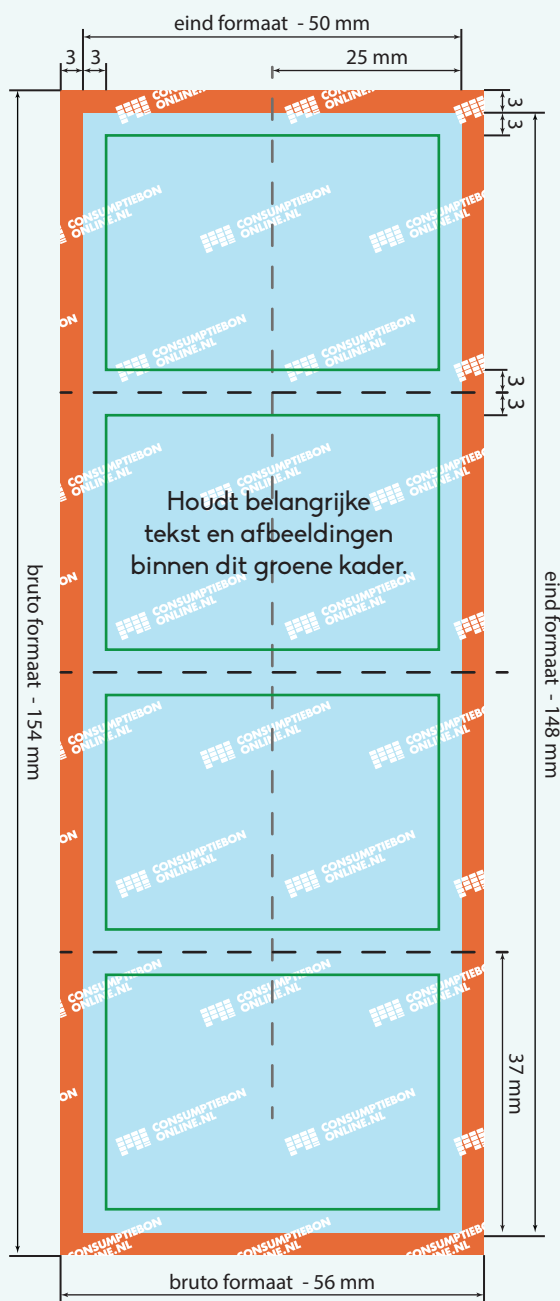 eind formaat - 50 mm
3
3
25 mm
3
3
3
3
Houdt belangrijke
tekst en afbeeldingen
binnen dit groene kader.
bruto formaat - 154 mm
eind formaat - 148 mm
37 mm
bruto formaat - 56 mm
CONSUMPTIEBON
ONLINE.NL